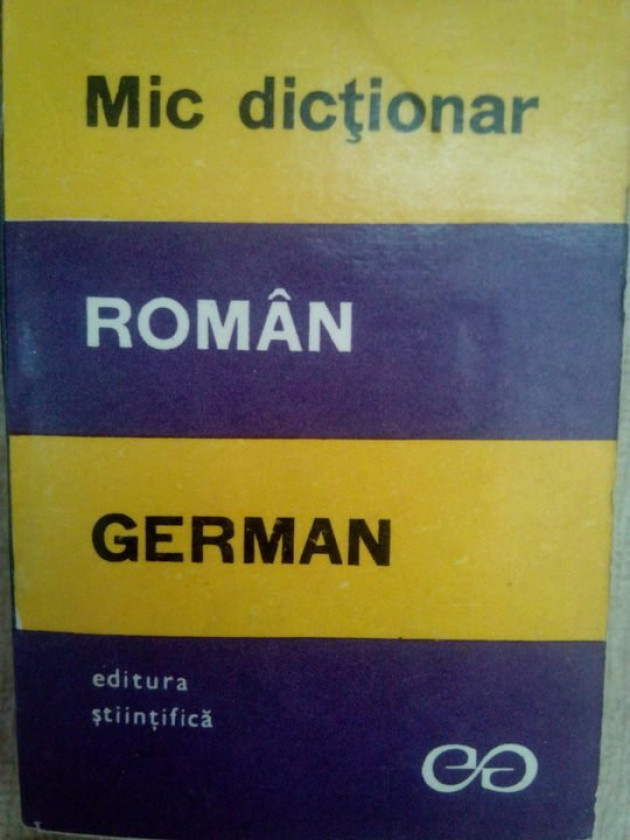 Mic dicţionar
ROMÂN
GERMAN
editura
ştiinţifică